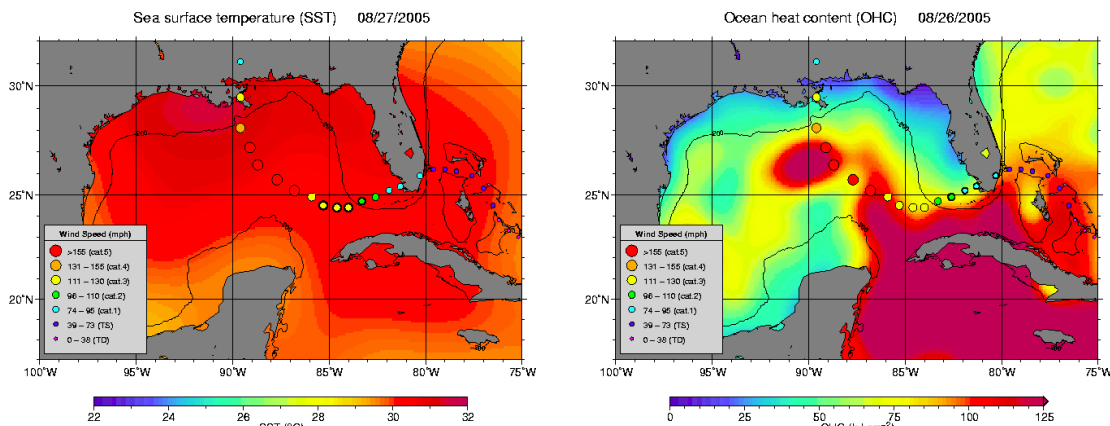 Sea surface temperature (SST) 08/27/2005
30°N
25°N
20°N
Wind Speed (mph)
>155 (cat.5)
131 – 155 (cat.4)
111 – 130 (cat.3)
96 – 110 (cat.2)
74 – 95 (cat.1)
39 – 73 (TS)
0 – 38 (TD)
100°W 95°W 90°W 85°W 80°W 75°W
22 24 26 28 30 32
SST (°C)
Ocean heat content (OHC) 08/26/2005
30°N
25°N
20°N
Wind Speed (mph)
>155 (cat.5)
131 – 155 (cat.4)
111 – 130 (cat.3)
96 – 110 (cat.2)
74 – 95 (cat.1)
39 – 73 (TS)
0 – 38 (TD)
100°W 95°W 90°W 85°W 80°W 75°W
0 25 50 75 100 125